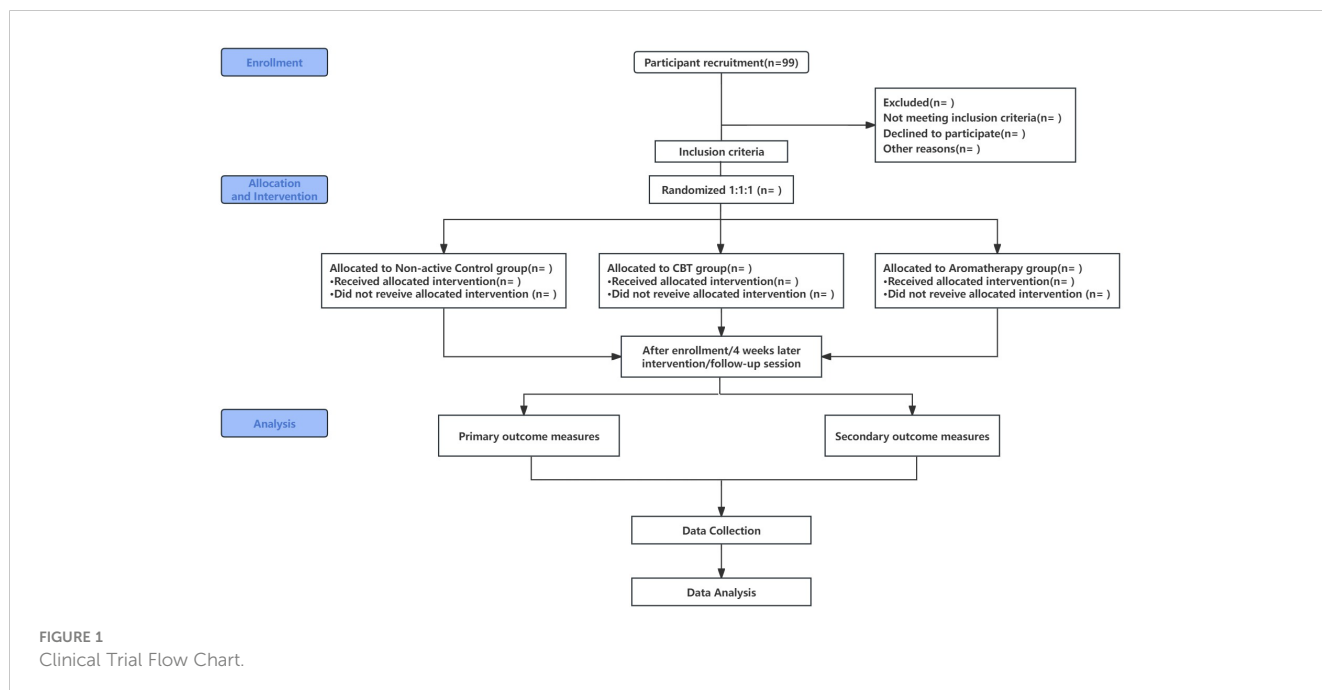 Enrollment
Participant recruitment(n=99)
Excluded(n= )
Not meeting inclusion criteria(n= )
Declined to participate(n= )
Other reasons(n= )
Inclusion criteria
Allocation
and Intervention
Randomized 1:1:1 (n= )
Allocated to Non-active Control group(n= )
•Received allocated intervention(n= )
•Did not reveive allocated intervention (n= )
Allocated to CBT group(n= )
•Received allocated intervention(n= )
•Did not reveive allocated intervention (n= )
Allocated to Aromatherapy group(n= )
•Received allocated intervention(n= )
•Did not reveive allocated intervention (n= )
After enrollment/4 weeks later
intervention/follow-up session
Analysis
Primary outcome measures
Secondary outcome measures
Data Collection
Data Analysis
FIGURE 1
Clinical Trial Flow Chart.